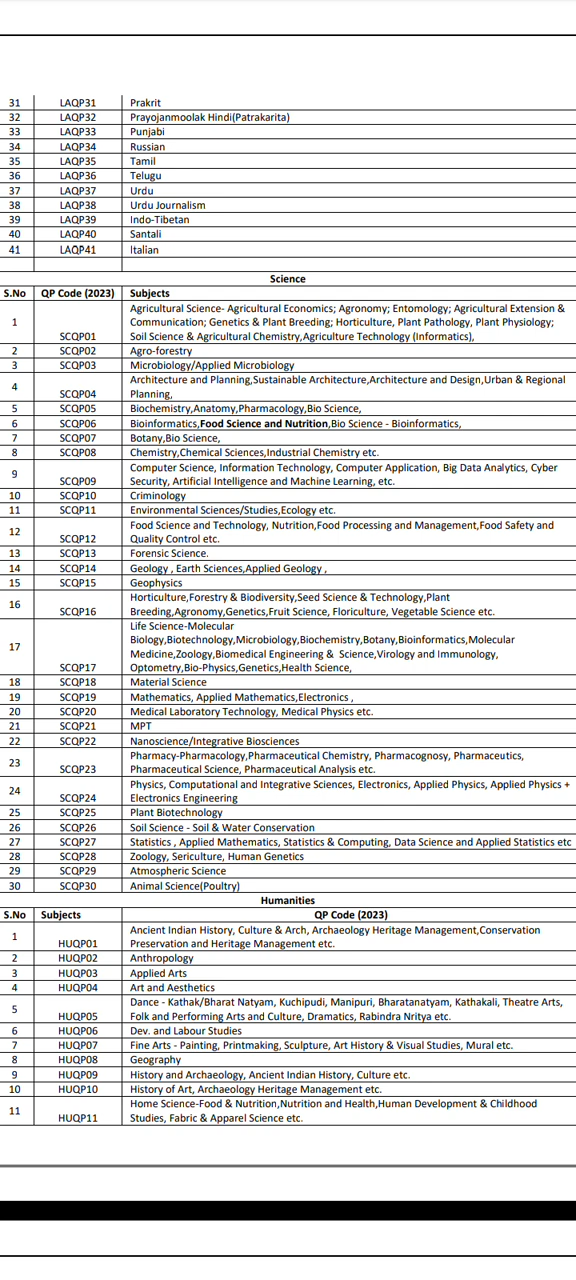 31 LAQP31 Prakrit
32 LAQP32 Prayojanmoolak Hindi(Patrakarita)
33 LAQP33 Punjabi
34 LAQP34 Russian
35 LAQP35 Tamil
36 LAQP36 Telugu
37 LAQP37 Urdu
38 LAQP38 Urdu Journalism
39 LAQP39 Indo-Tibetan
40 LAQP40 Santali
41 LAQP41 Italian
Science
S.No QP Code (2023) Subjects
Agricultural Science- Agricultural Economics; Agronomy; Entomology; Agricultural Extension &
1 Communication; Genetics & Plant Breeding; Horticulture, Plant Pathology, Plant Physiology;
SCQP01 Soil Science & Agricultural Chemistry,Agriculture Technology (Informatics),
2 SCQP02 Agro-forestry
3 SCQP03 Microbiology/Applied Microbiology
4 Architecture and Planning,Sustainable Architecture,Architecture and Design,Urban & Regional
SCQP04 Planning,
5 SCQP05 Biochemistry,Anatomy,Pharmacology,Bio Science,
6 SCQP06 Bioinformatics,Food Science and Nutrition,Bio Science - Bioinformatics,
7 SCQP07 Botany,Bio Science,
8 SCQP08 Chemistry,Chemical Sciences,Industrial Chemistry etc.
9 Computer Science, Information Technology, Computer Application, Big Data Analytics, Cyber
SCQP09 Security, Artificial Intelligence and Machine Learning, etc.
10 SCQP10 Criminology
11 SCQP11 Environmental Sciences/Studies,Ecology etc.
12 Food Science and Technology, Nutrition,Food Processing and Management,Food Safety and
SCQP12 Quality Control etc.
13 SCQP13 Forensic Science.
14 SCQP14 Geology , Earth Sciences,Applied Geology ,
15 SCQP15 Geophysics
16 Horticulture,Forestry & Biodiversity,Seed Science & Technology,Plant
SCQP16 Breeding,Agronomy,Genetics,Fruit Science, Floriculture, Vegetable Science etc.
Life Science-Molecular
17 Biology,Biotechnology,Microbiology,Biochemistry,Botany,Bioinformatics,Molecular
Medicine,Zoology,Biomedical Engineering & Science,Virology and Immunology,
SCQP17 Optometry,Bio-Physics,Genetics,Health Science,
18 SCQP18 Material Science
19 SCQP19 Mathematics, Applied Mathematics,Electronics ,
20 SCQP20 Medical Laboratory Technology, Medical Physics etc.
21 SCQP21 MPT
22 SCQP22 Nanoscience/Integrative Biosciences
23 Pharmacy-Pharmacology,Pharmaceutical Chemistry, Pharmacognosy, Pharmaceutics,
SCQP23 Pharmaceutical Science, Pharmaceutical Analysis etc.
24 Physics, Computational and Integrative Sciences, Electronics, Applied Physics, Applied Physics +
SCQP24 Electronics Engineering
25 SCQP25 Plant Biotechnology
26 SCQP26 Soil Science - Soil & Water Conservation
27 SCQP27 Statistics , Applied Mathematics, Statistics & Computing, Data Science and Applied Statistics etc
28 SCQP28 Zoology, Sericulture, Human Genetics
29 SCQP29 Atmospheric Science
30 SCQP30 Animal Science(Poultry)
Humanities
S.No Subjects QP Code (2023)
1 Ancient Indian History, Culture & Arch, Archaeology Heritage Management,Conservation
HUQP01 Preservation and Heritage Management etc.
2 HUQP02 Anthropology
3 HUQP03 Applied Arts
4 HUQP04 Art and Aesthetics
5 Dance - Kathak/Bharat Natyam, Kuchipudi, Manipuri, Bharatanatyam, Kathakali, Theatre Arts,
HUQP05 Folk and Performing Arts and Culture, Dramatics, Rabindra Nritya etc.
6 HUQP06 Dev. and Labour Studies
7 HUQP07 Fine Arts - Painting, Printmaking, Sculpture, Art History & Visual Studies, Mural etc.
8 HUQP08 Geography
9 HUQP09 History and Archaeology, Ancient Indian History, Culture etc.
10 HUQP10 History of Art, Archaeology Heritage Management etc.
11 Home Science-Food & Nutrition,Nutrition and Health,Human Development & Childhood
HUQP11 Studies, Fabric & Apparel Science etc.